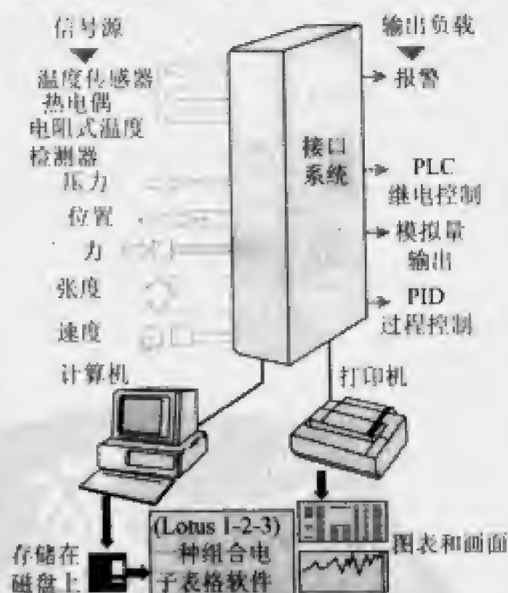 信号源
温度传感器
热电偶
电阻式温度
检测器
压力
位置
力
张度
速度
接口
系统
输出负载
报警
PLC
继电控制
模拟量
输出
PID
过程控制
计算机
打印机
存储在
磁盘上
(Lotus 1-2-3)
一种组合电
子表格软件
图表和画面